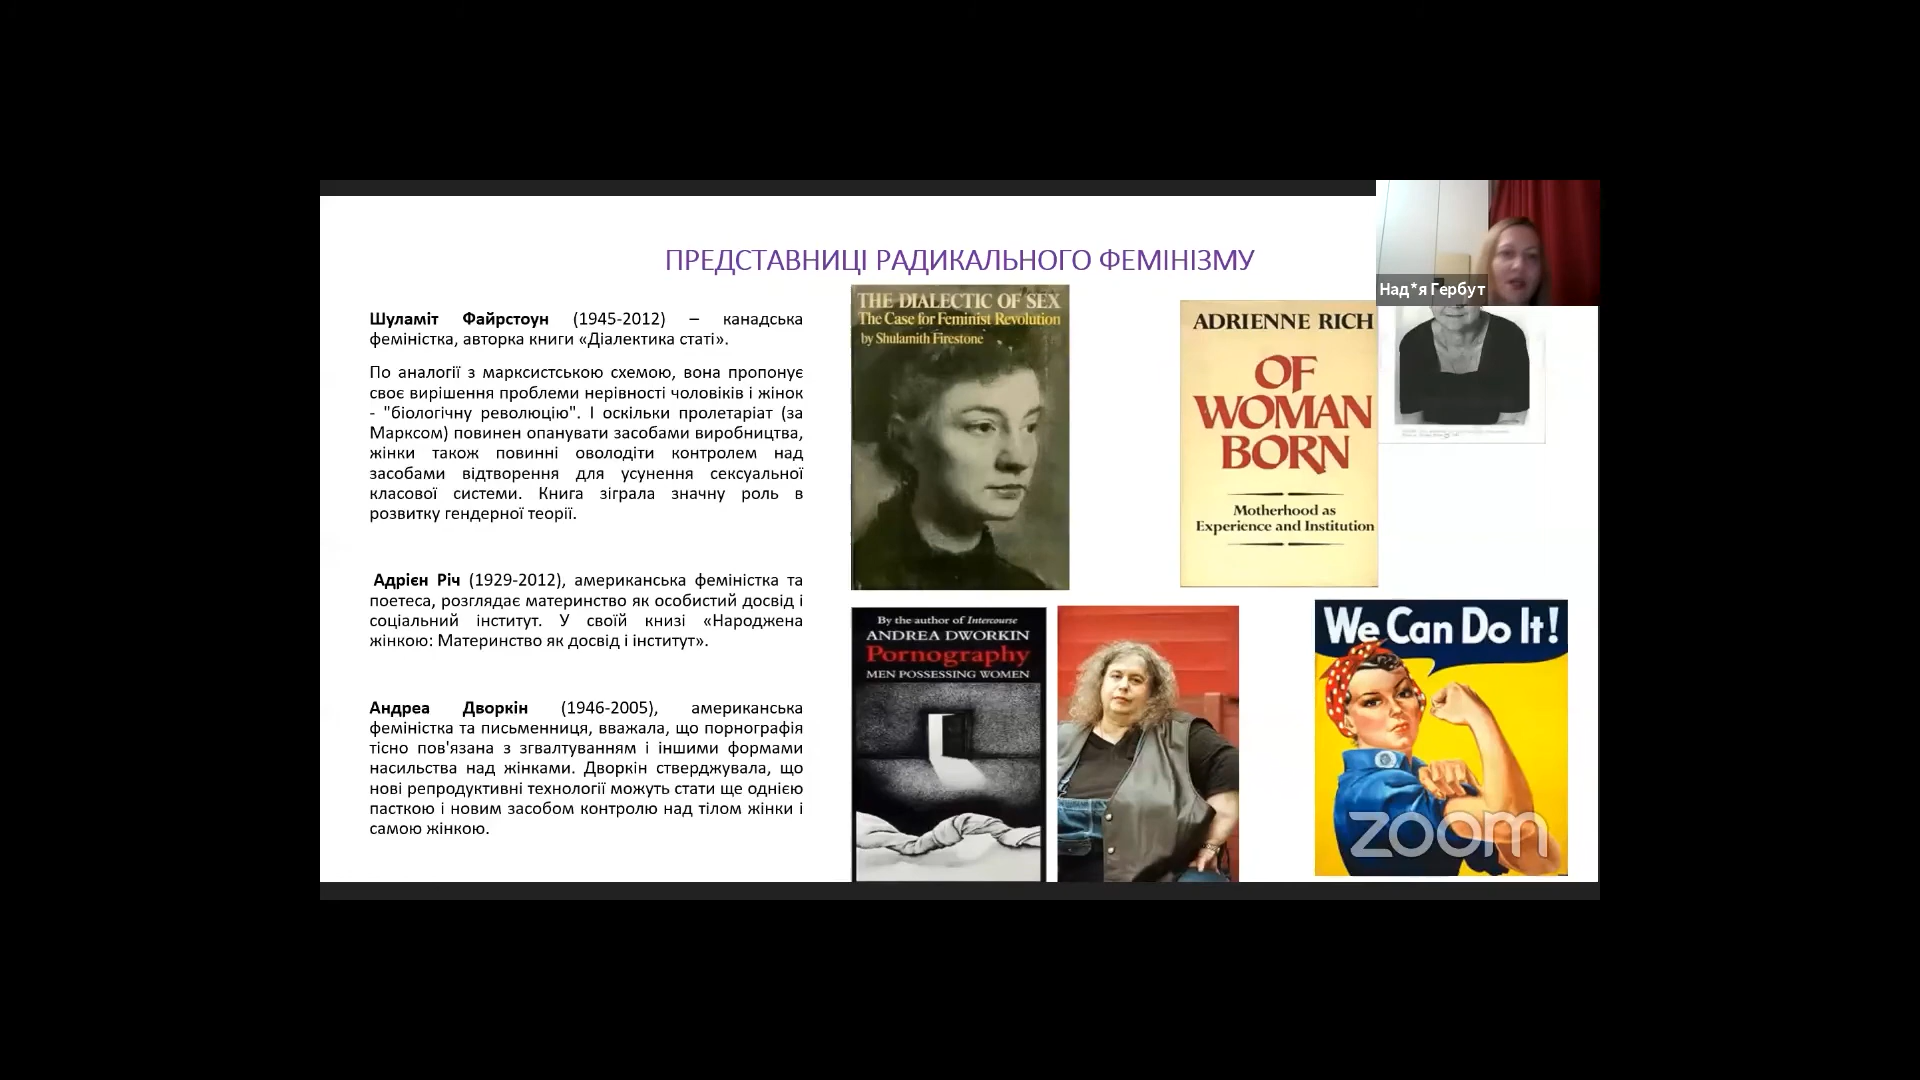 ПРЕДСТАВНИЦІ РАДИКАЛЬНОГО ФЕМІНІЗМУ
Над*я Гербут
Шуламіт Файрстоун (1945-2012) – канадська
феміністка, авторка книги «Діалектика статі».
По аналогії з марксистською схемою, вона пропонує
своє вирішення проблеми нерівності чоловіків і жінок
- "біологічну революцію". І оскільки пролетаріат (за
Марксом) повинен опанувати засобами виробництва,
жінки також повинні оволодіти контролем над
засобами відтворення для усунення сексуальної
класової системи. Книга зіграла значну роль в
розвитку гендерної теорії.
Адрієн Річ (1929-2012), американська феміністка та
поетеса, розглядає материнство як особистий досвід і
соціальний інститут. У своїй книзі «Народжена
жінкою: Материнство як досвід і інститут».
Андреа Дворкін (1946-2005), американська
феміністка та письменниця, вважала, що порнографія
тісно пов'язана з згвалтуванням і іншими формами
насильства над жінками. Дворкін стверджувала, що
нові репродуктивні технології можуть стати ще однією
пасткою і новим засобом контролю над тілом жінки і
самою жінкою.
THE DIALECTIC OF SEX
The Case for Feminist Revolution
by Shulamith Firestone
ADRIENNE RICH
OF
WOMAN
BORN
Motherhood as
Experience and Institution
By the author of Intercourse
ANDREA DWORKIN
Pornography
MEN POSSESSING WOMEN
We Can Do It!
zoom